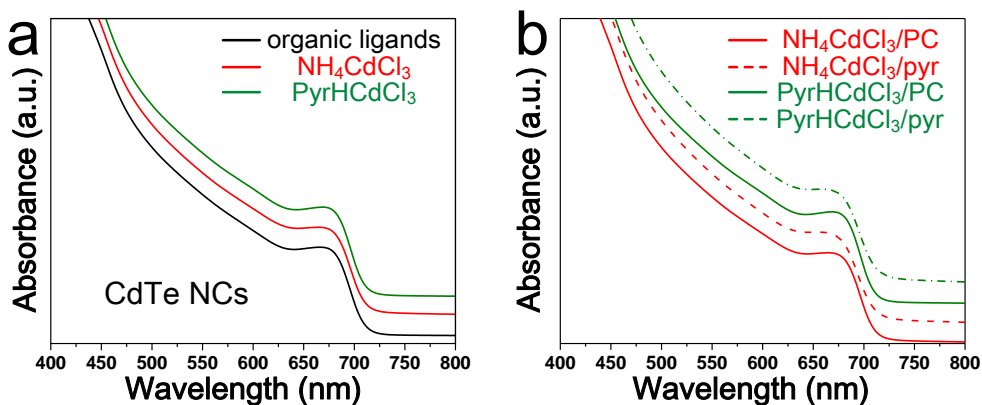 a
organic ligands
NH₄CdCl₃
PyrHCdCl₃
CdTe NCs
Absorbance (a.u.)
400 450 500 550 600 650 700 750 800
Wavelength (nm)
b
NH₄CdCl₃/PC
NH₄CdCl₃/pyr
PyrHCdCl₃/PC
PyrHCdCl₃/pyr
Absorbance (a.u.)
400 450 500 550 600 650 700 750 800
Wavelength (nm)